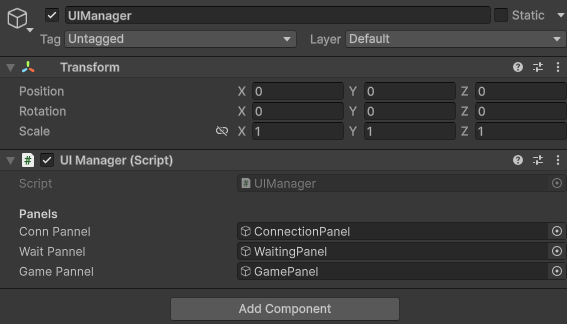 UIManager Static
Tag Untagged Layer Default
Transform
Position X 0 Y 0 Z 0
Rotation X 0 Y 0 Z 0
Scale X 1 Y 1 Z 1
# UI Manager (Script)
Script UIManager
Panels
Conn Pannel ConnectionPanel
Wait Pannel WaitingPanel
Game Pannel GamePanel
Add Component